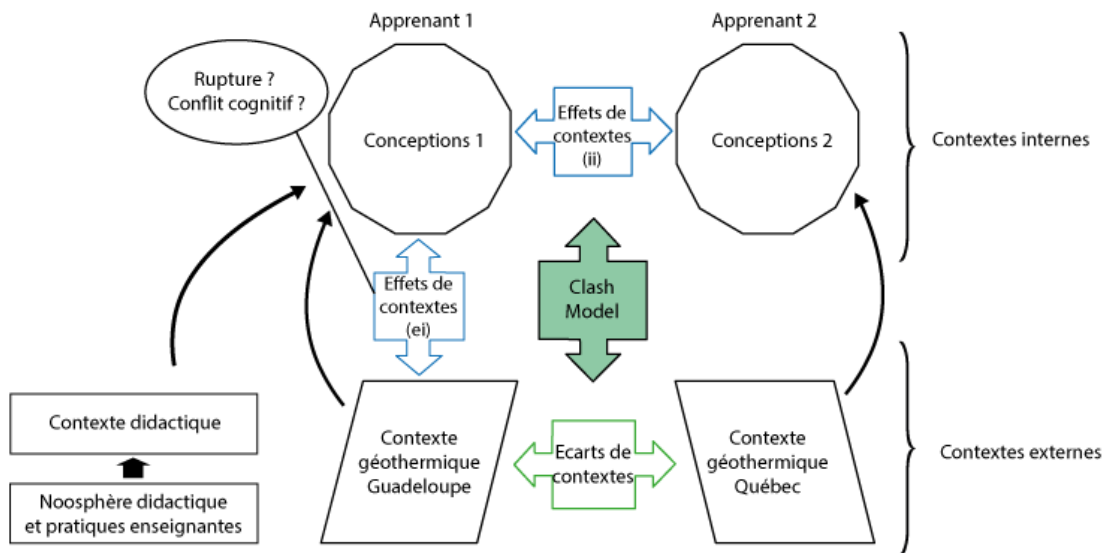 Apprenant 1
Apprenant 2
Rupture ?
Conflit cognitif ?
Conceptions 1
Effets de
contextes
(ii)
Conceptions 2
Contextes internes
Effets de
contextes
(ei)
Clash
Model
Contexte didactique
Noosphère didactique
et pratiques enseignantes
Contexte
géothermique
Guadeloupe
Ecarts de
contextes
Contexte
géothermique
Québec
Contextes externes